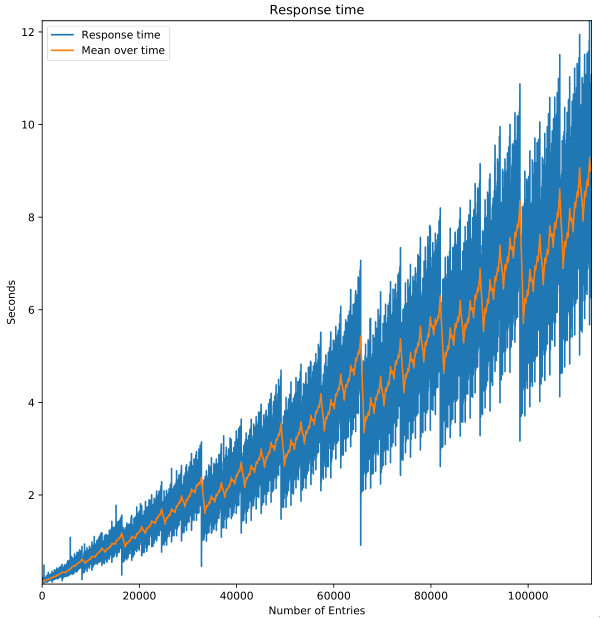 Response time
Response time
Mean over time
12
10
8
6
4
2
Seconds
0
20000
40000
60000
80000
100000
Number of Entries